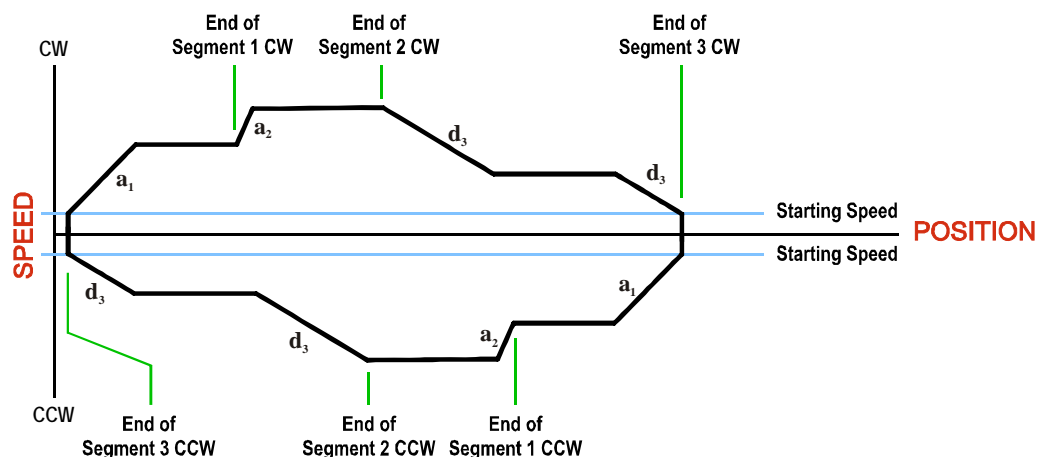 CW
End of
Segment 1 CW
End of
Segment 2 CW
End of
Segment 3 CW
a2
d3
a1
d3
SPEED
Starting Speed
POSITION
Starting Speed
d3
a1
d3
a2
CCW
End of
Segment 3 CCW
End of
Segment 2 CCW
End of
Segment 1 CCW